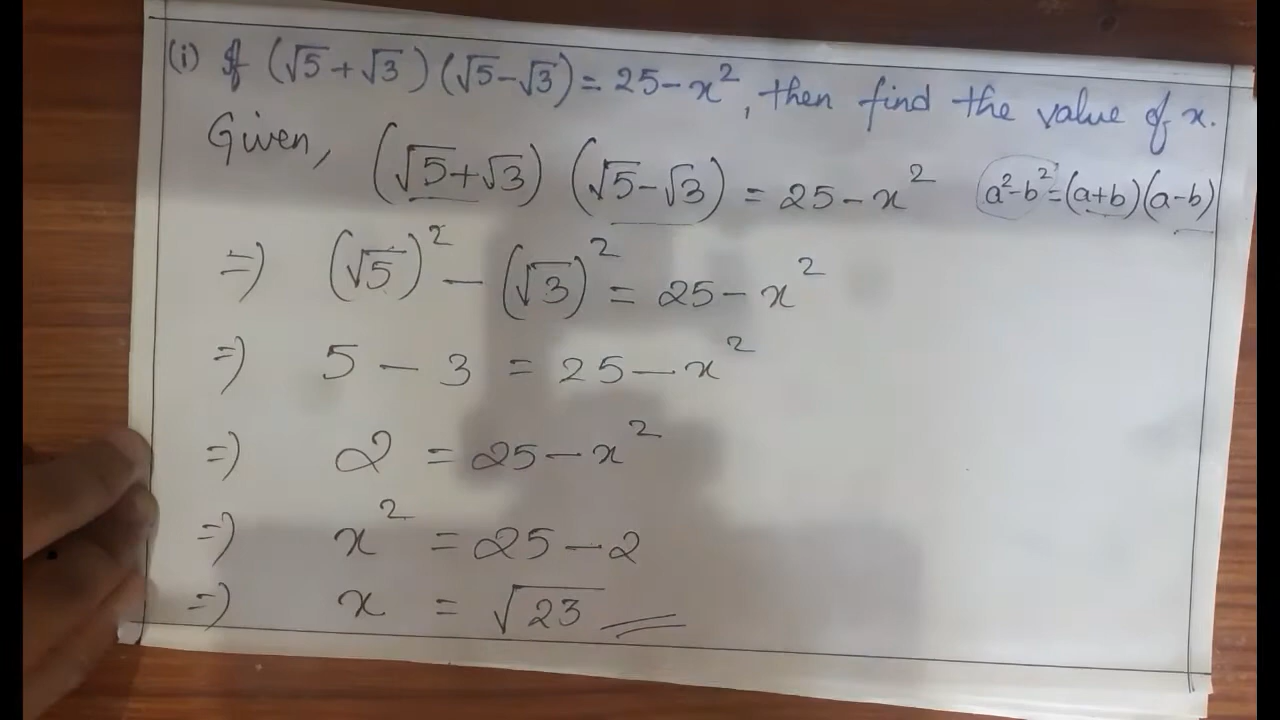 (i) If (√5+√3)(√5-√3)=25-x², then find the value of x.
Given, (√5+√3) (√5-√3) = 25-x² a²-b²=(a+b)(a-b)
⇒ (√5)² - (√3)² = 25-x²
⇒ 5 - 3 = 25-x²
⇒ 2 = 25-x²
⇒ x² = 25-2
⇒ x = √23